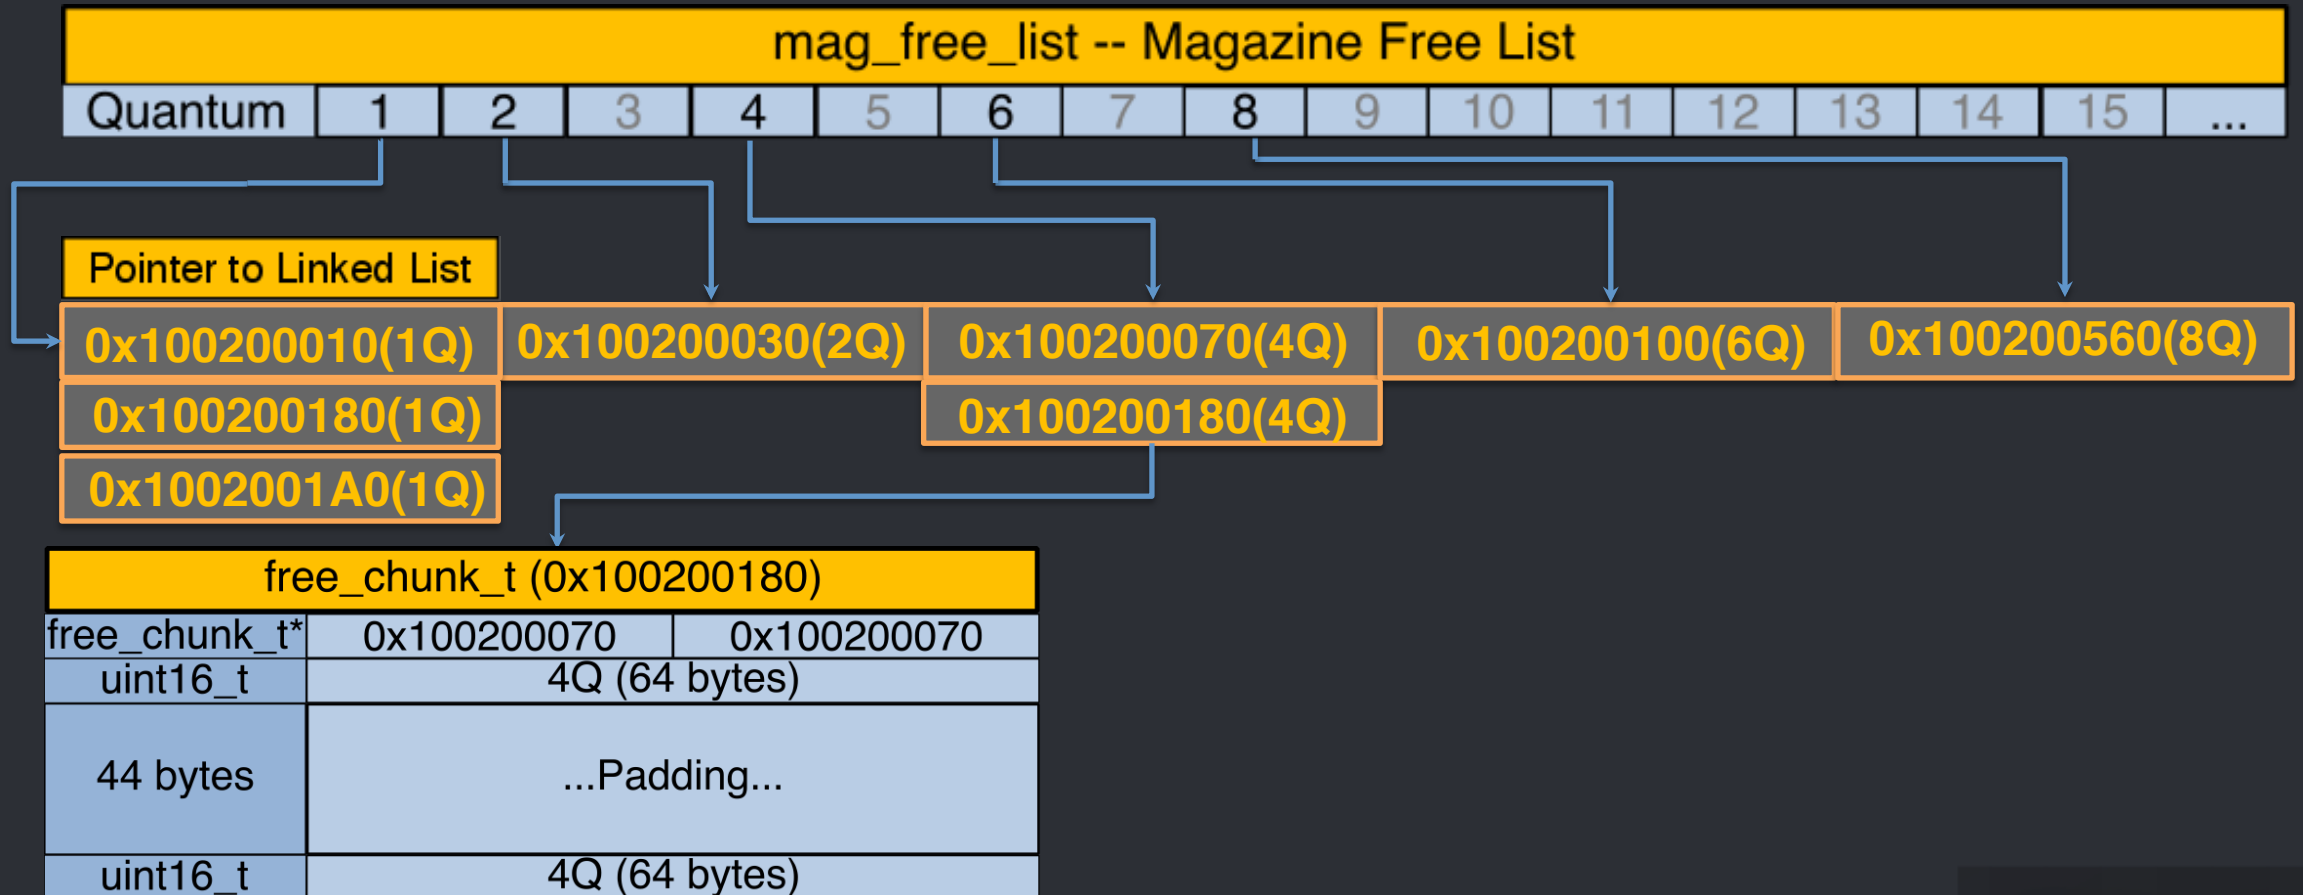 mag_free_list -- Magazine Free List
Quantum 1 2 3 4 5 6 7 8 9 10 11 12 13 14 15 ...
Pointer to Linked List
0x100200010(1Q) 0x100200030(2Q) 0x100200070(4Q) 0x100200100(6Q) 0x100200560(8Q)
0x100200180(1Q) 0x100200180(4Q)
0x1002001A0(1Q)
free_chunk_t (0x100200180)
free_chunk_t* 0x100200070 0x100200070
uint16_t 4Q (64 bytes)
44 bytes ...Padding...
uint16_t 4Q (64 bytes)